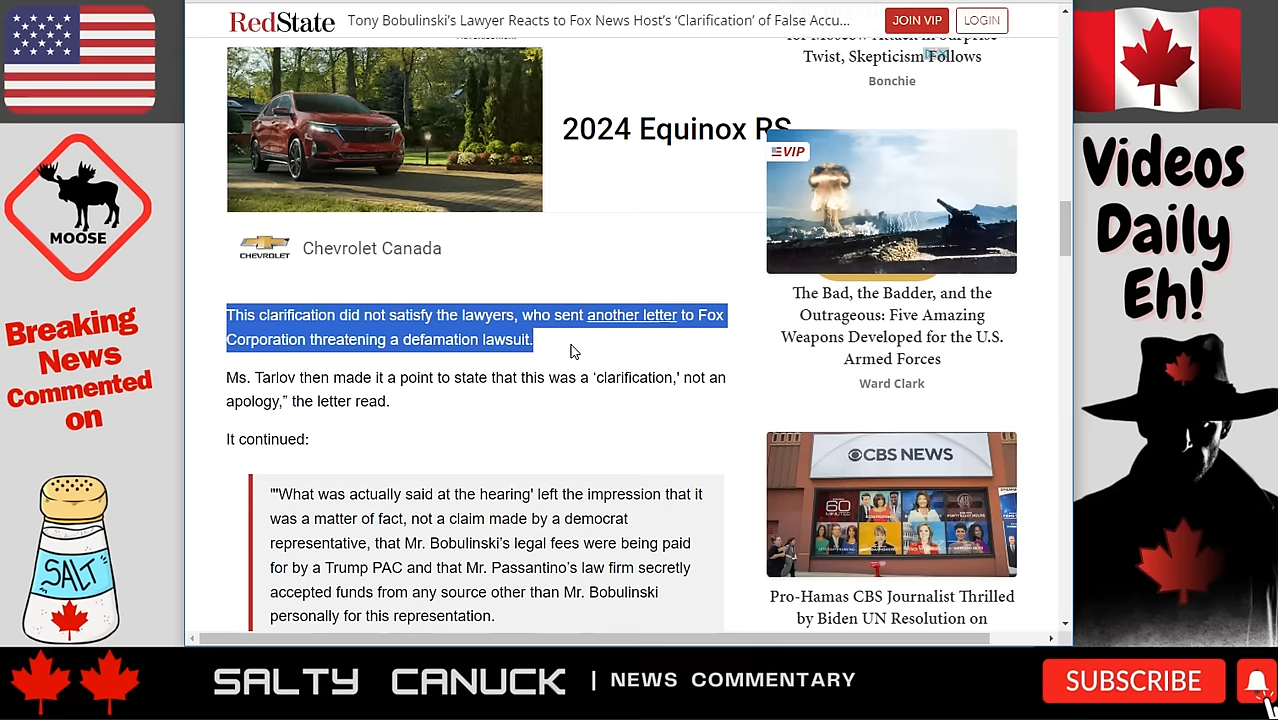 RedState
Tony Bobulinski's Lawyer Reacts to Fox News Host's ‘Clarification’ of False Accu...
JOIN VIP
LOGIN
Twist, Skepticism Follows
Bonchie
2024 Equinox RS
VIP
CHEVROLET
Chevrolet Canada
This clarification did not satisfy the lawyers, who sent another letter to Fox
Corporation threatening a defamation lawsuit.
Ms. Tarlov then made it a point to state that this was a ‘clarification,' not an
apology,” the letter read.
It continued:
"'What was actually said at the hearing' left the impression that it
was a matter of fact, not a claim made by a democrat
representative, that Mr. Bobulinski’s legal fees were being paid
for by a Trump PAC and that Mr. Passantino’s law firm secretly
accepted funds from any source other than Mr. Bobulinski
personally for this representation.
The Bad, the Badder, and the
Outrageous: Five Amazing
Weapons Developed for the U.S.
Armed Forces
Ward Clark
CBS NEWS
60
MINUTES
Pro-Hamas CBS Journalist Thrilled
by Biden UN Resolution on
MOOSE
Breaking
News
Commented
on
SALT
Videos
Daily
Eh!
SALTY CANUCK | NEWS COMMENTARY
SUBSCRIBE